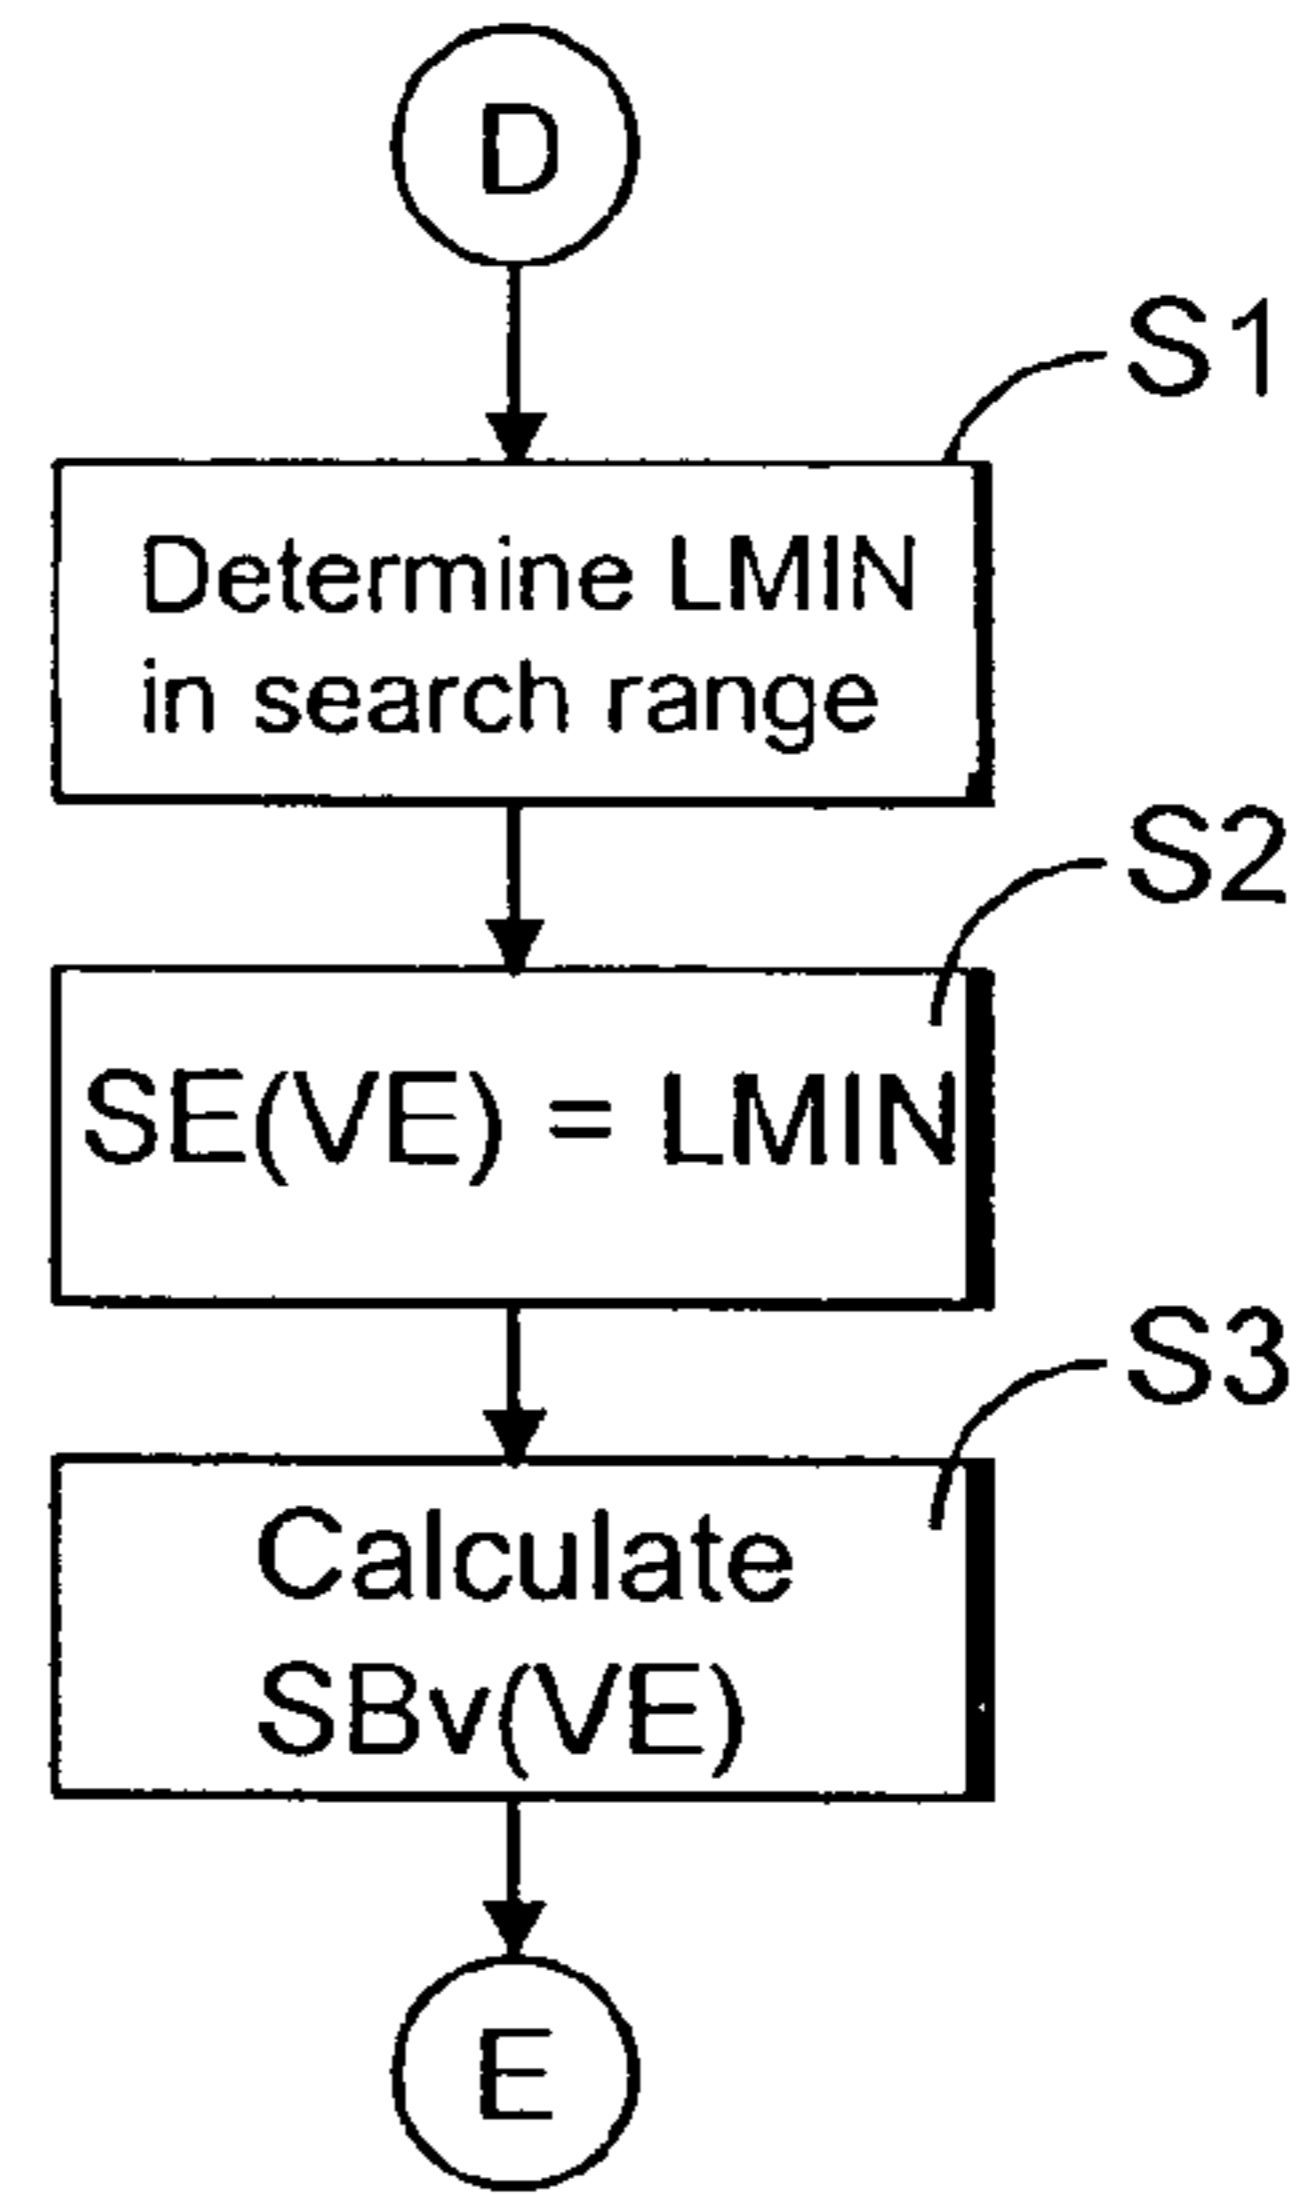 D
S1
Determine LMIN
in search range
S2
SE(VE) = LMIN
S3
Calculate
SBv(VE)
E